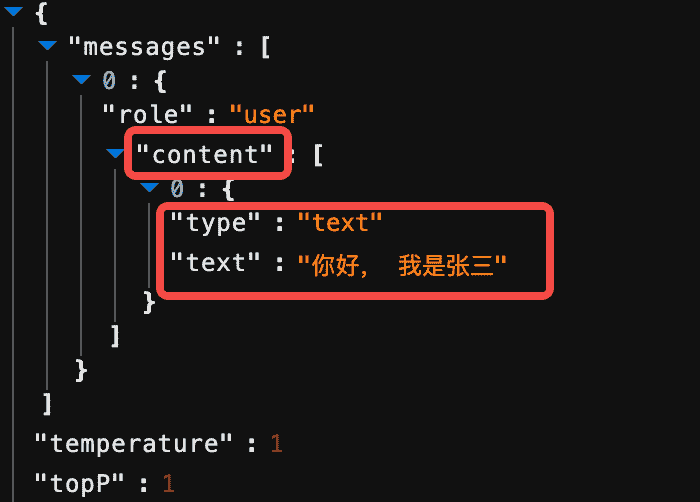 {
"messages" : [
0 : {
"role" : "user"
"content" : [
0 : {
"type" : "text"
"text" : "你好， 我是张三"
}
]
}
]
"temperature" : 1
"topP" : 1